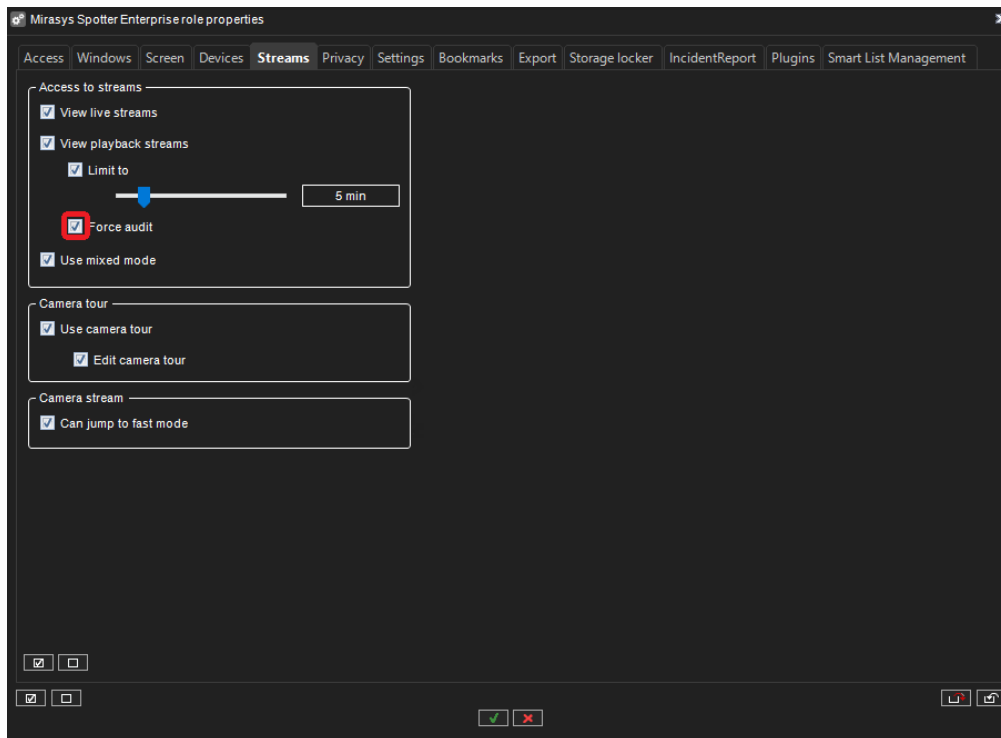 Mirasys Spotter Enterprise role properties
Access Windows Screen Devices Streams Privacy Settings Bookmarks Export Storage locker IncidentReport Plugins Smart List Management
Access to streams
View live streams
View playback streams
Limit to
5 min
Force audit
Use mixed mode
Camera tour
Use camera tour
Edit camera tour
Camera stream
Can jump to fast mode